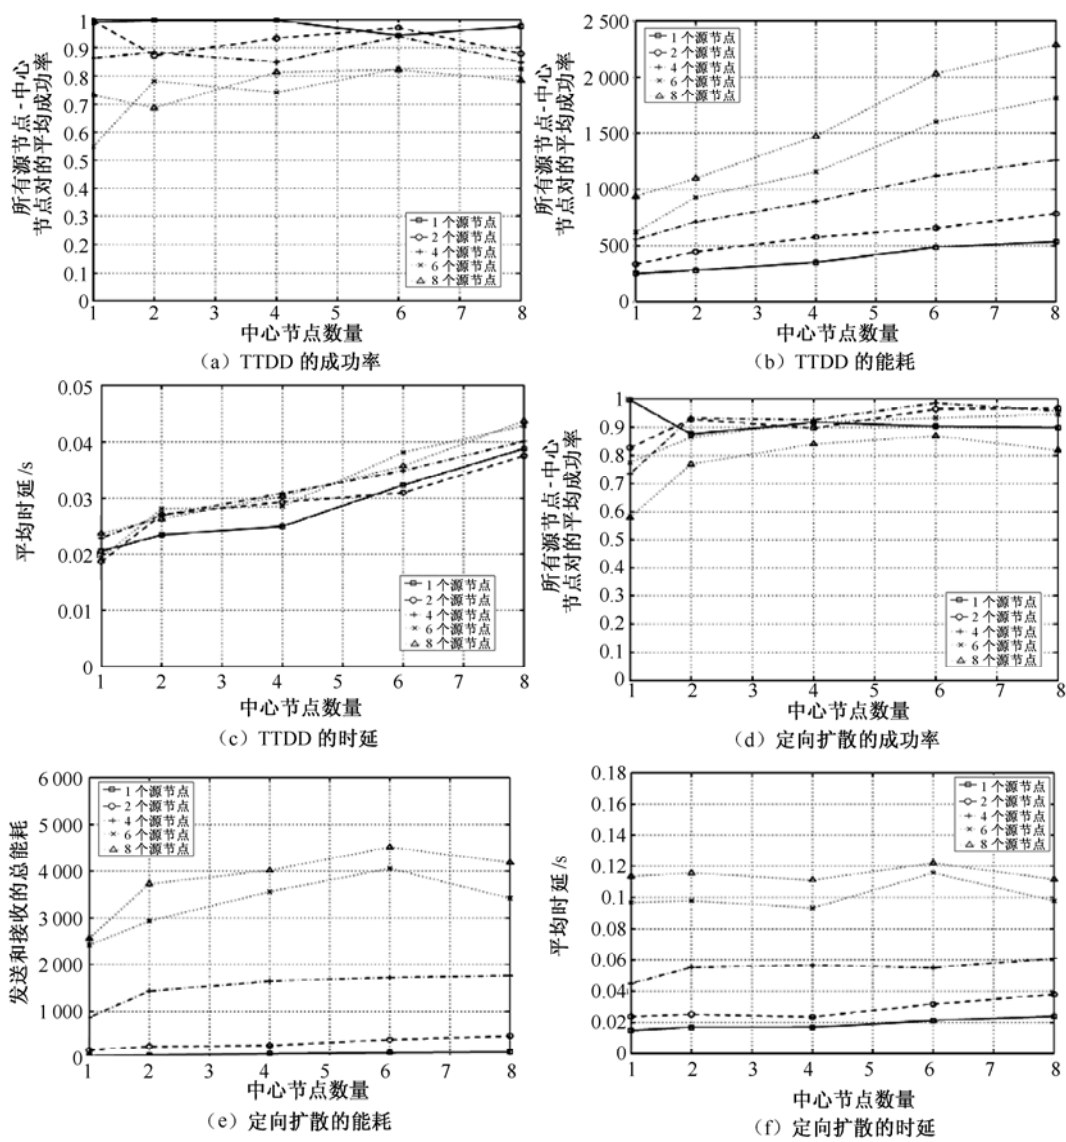 所有源节点-中心
节点对的平均成功率
1
0.9
0.8
0.7
0.6
0.5
0.4
0.3
0.2
0.1
0
1 2 3 4 5 6 7 8
1 个源节点
2 个源节点
4 个源节点
6 个源节点
8 个源节点
中心节点数量
（a）TTDD 的成功率
所有源节点-中心
节点对的平均成功率
2 500
2 000
1 500
1 000
500
0
1 2 3 4 5 6 7 8
1 个源节点
2 个源节点
4 个源节点
6 个源节点
8 个源节点
中心节点数量
（b）TTDD 的能耗
平均时延/s
0.05
0.04
0.03
0.02
0.01
0
1 2 3 4 5 6 7 8
1 个源节点
2 个源节点
4 个源节点
6 个源节点
8 个源节点
中心节点数量
（c）TTDD 的时延
所有源节点-中心
节点对的平均成功率
1
0.9
0.8
0.7
0.6
0.5
0.4
0.3
0.2
0.1
0
1 2 3 4 5 6 7 8
1 个源节点
2 个源节点
4 个源节点
6 个源节点
8 个源节点
中心节点数量
（d）定向扩散的成功率
发送和接收的总能耗
6 000
5 000
4 000
3 000
2 000
1 000
0
1 2 3 4 5 6 7 8
1 个源节点
2 个源节点
4 个源节点
6 个源节点
8 个源节点
中心节点数量
（e）定向扩散的能耗
平均时延/s
0.18
0.16
0.14
0.12
0.1
0.08
0.06
0.04
0.02
0
1 2 3 4 5 6 7 8
1 个源节点
2 个源节点
4 个源节点
6 个源节点
8 个源节点
中心节点数量
（f）定向扩散的时延